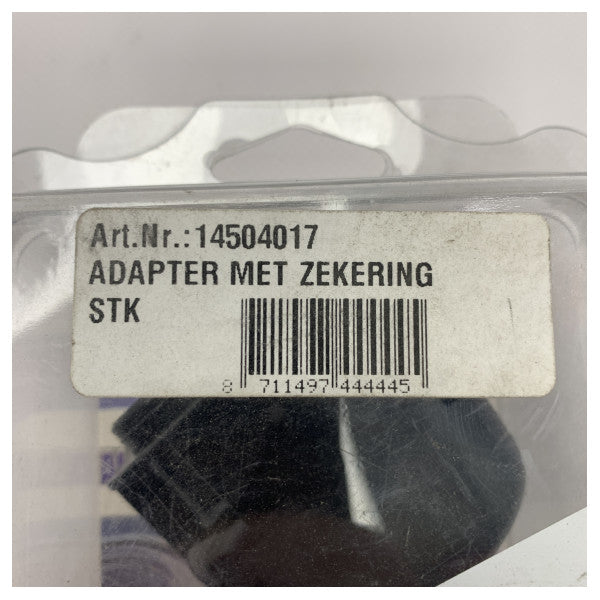 Art.Nr.:14504017
ADAPTER MET ZEKERING
STK
8 711497 444445